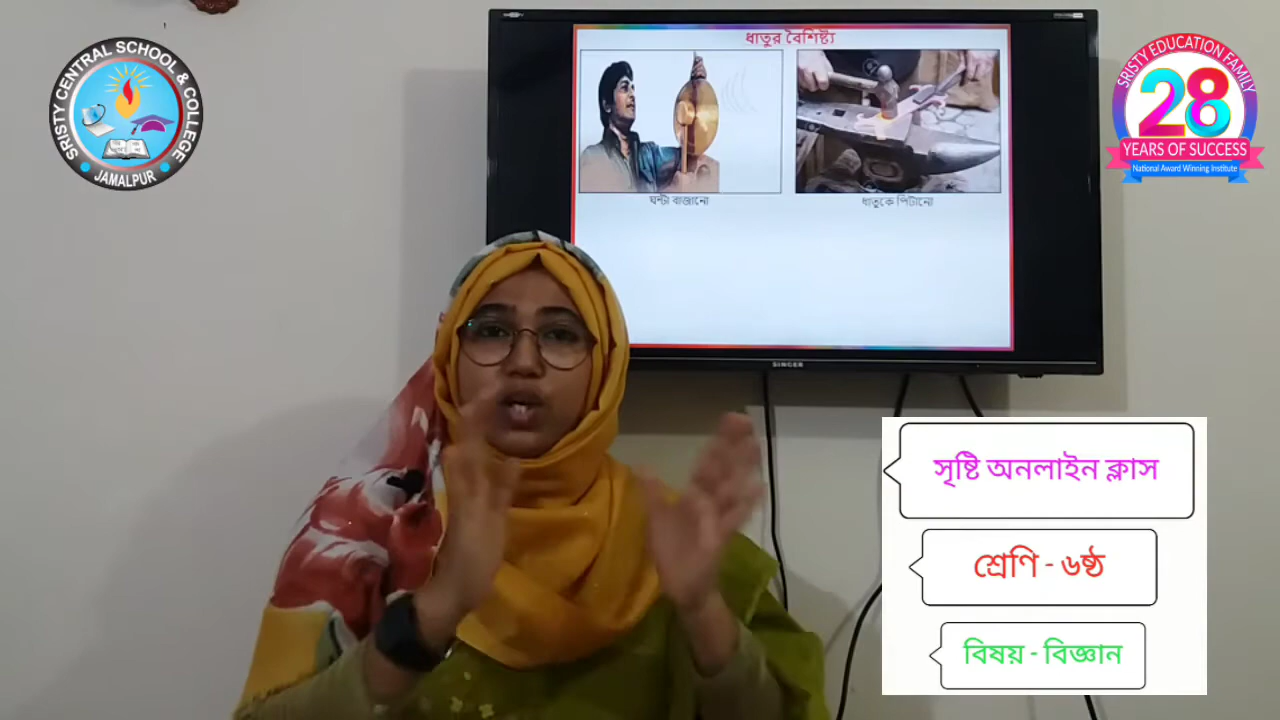 SRISTY CENTRAL SCHOOL & COLLEGE
JAMALPUR
ধাতুর বৈশিষ্ট্য
ঘন্টা বাজানো
ধাতুকে পিটানো
SINGER
SRISTY EDUCATION FAMILY
28
YEARS OF SUCCESS
National Award Winning Institute
সৃষ্টি অনলাইন ক্লাস
শ্রেণি - ৬ষ্ঠ
বিষয় - বিজ্ঞান